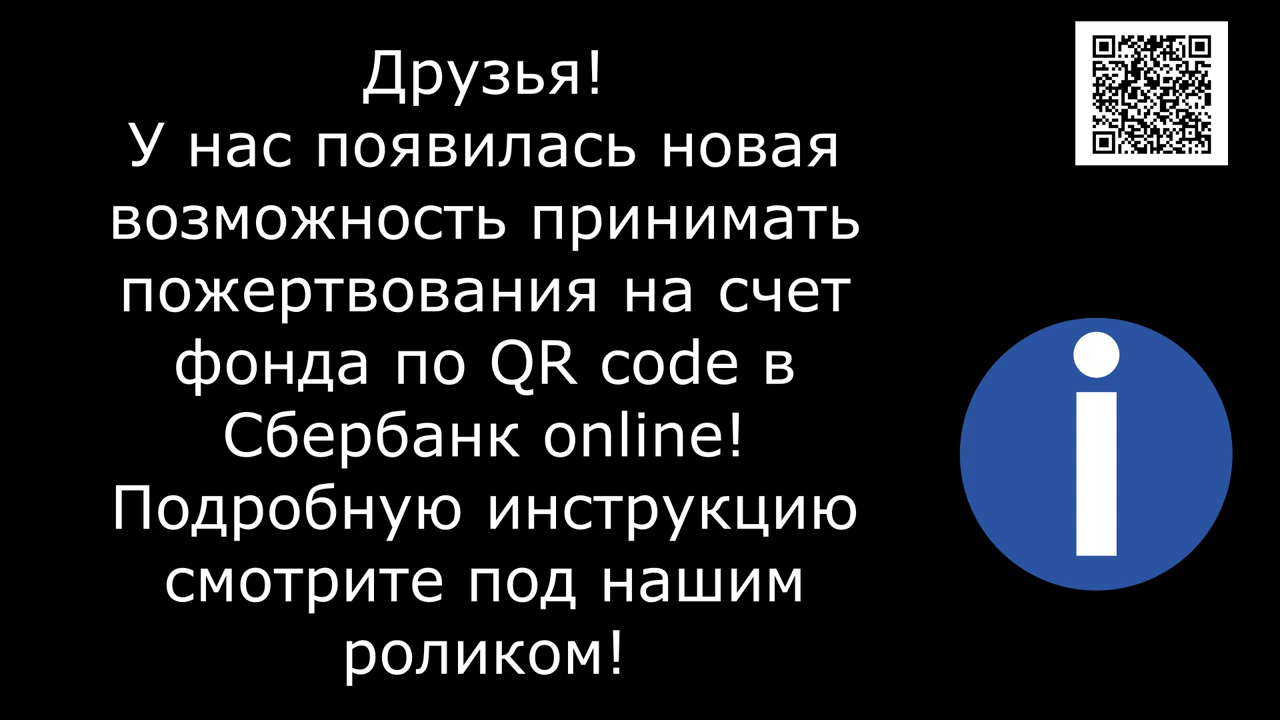 Друзья!
У нас появилась новая
возможность принимать
пожертвования на счет
фонда по QR code в
Сбербанк online!
Подробную инструкцию
смотрите под нашим
роликом!
i